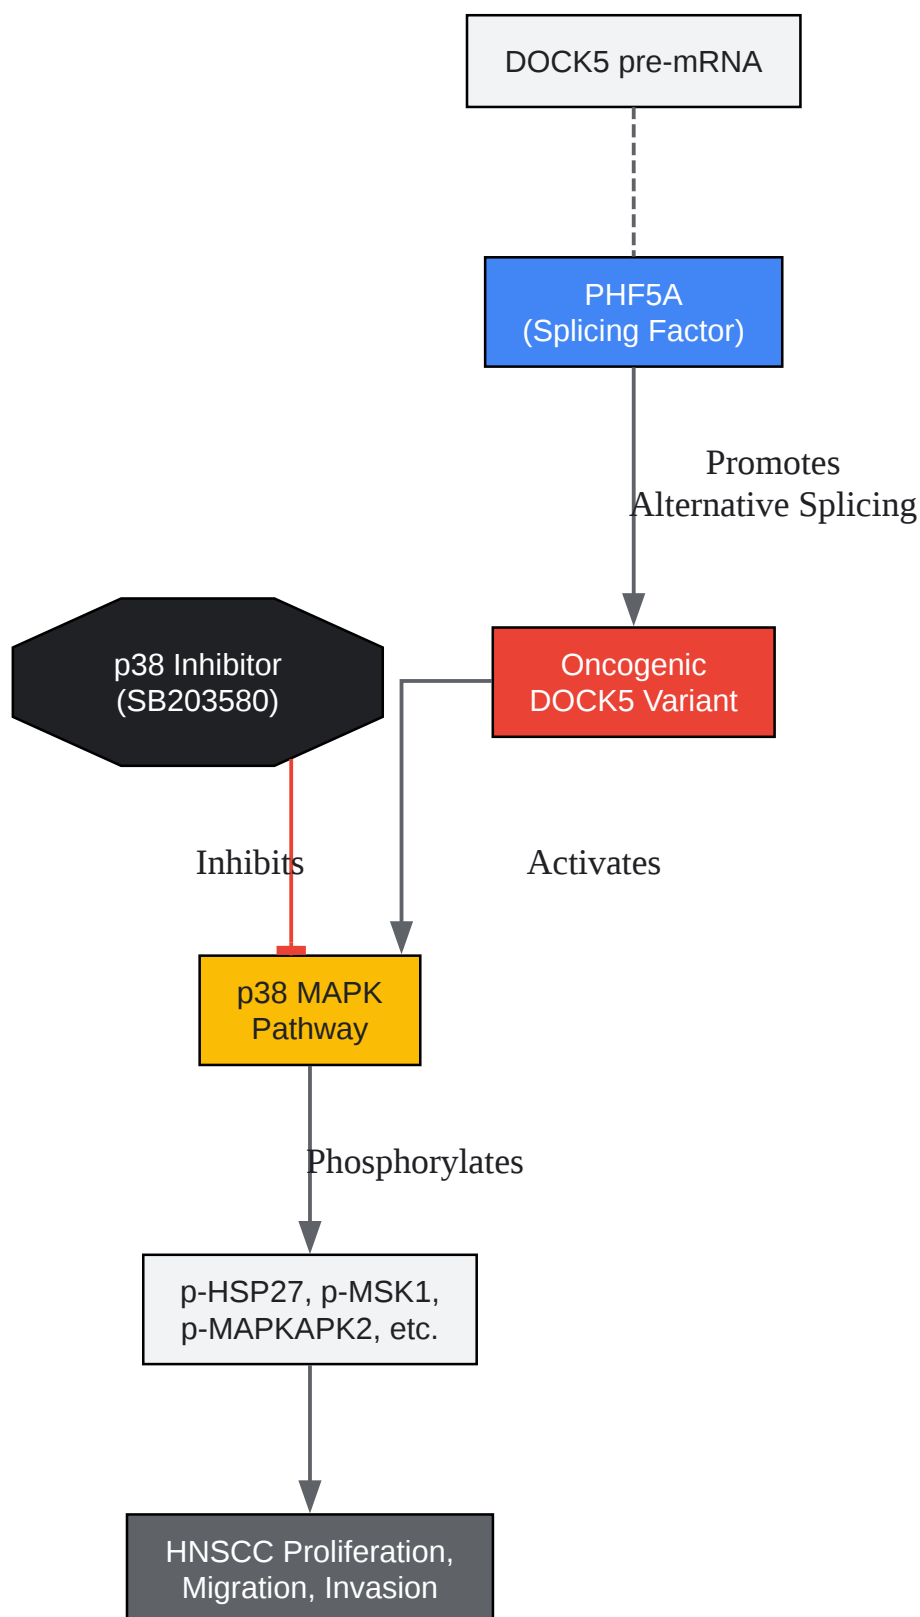 DOCK5 pre-mRNA
PHF5A
(Splicing Factor)
Promotes
Alternative Splicing
p38 Inhibitor
(SB203580)
Oncogenic
DOCK5 Variant
Inhibits
Activates
p38 MAPK
Pathway
Phosphorylates
p-HSP27, p-MSK1,
p-MAPKAPK2, etc.
HNSCC Proliferation,
Migration, Invasion